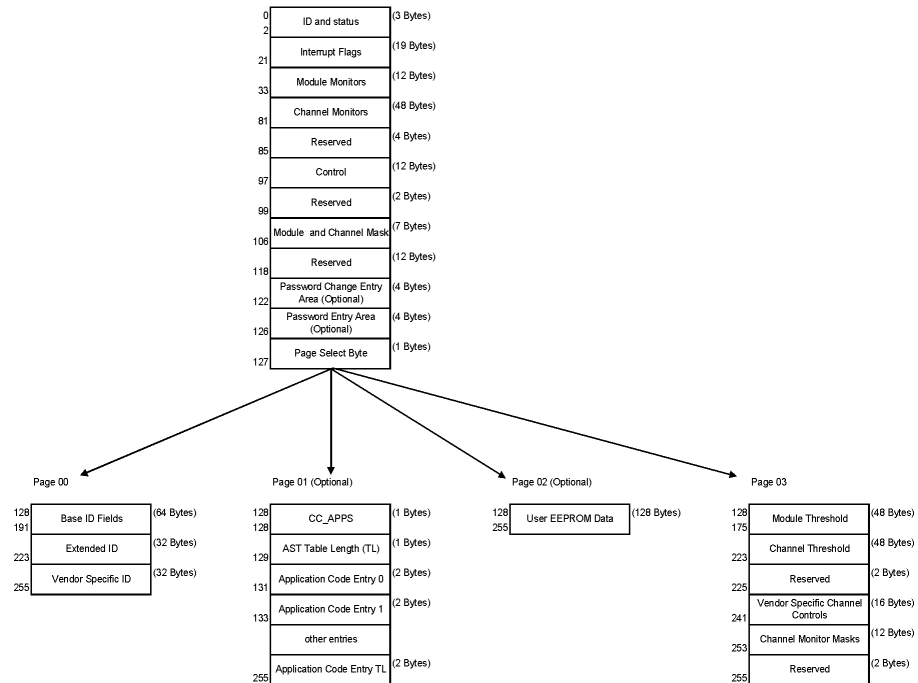 0
ID and status
(3 Bytes)
2
Interrupt Flags
(19 Bytes)
21
Module Monitors
(12 Bytes)
33
Channel Monitors
(48 Bytes)
81
Reserved
(4 Bytes)
85
Control
(12 Bytes)
97
Reserved
(2 Bytes)
99
Module and Channel Mask
(7 Bytes)
106
Reserved
(12 Bytes)
118
Password Change Entry
Area (Optional)
(4 Bytes)
122
Password Entry Area
(Optional)
(4 Bytes)
126
Page Select Byte
(1 Bytes)
127
Page 00
128
Base ID Fields
(64 Bytes)
191
Extended ID
(32 Bytes)
223
Vendor Specific ID
(32 Bytes)
255
Page 01 (Optional)
128
CC_APPS
(1 Bytes)
128
AST Table Length (TL)
(1 Bytes)
129
Application Code Entry 0
(2 Bytes)
131
Application Code Entry 1
(2 Bytes)
133
other entries
Application Code Entry TL
(2 Bytes)
255
Page 02 (Optional)
128
User EEPROM Data
(128 Bytes)
255
Page 03
128
Module Threshold
(48 Bytes)
175
Channel Threshold
(48 Bytes)
223
Reserved
(2 Bytes)
225
Vendor Specific Channel
Controls
(16 Bytes)
241
Channel Monitor Masks
(12 Bytes)
253
Reserved
(2 Bytes)
255